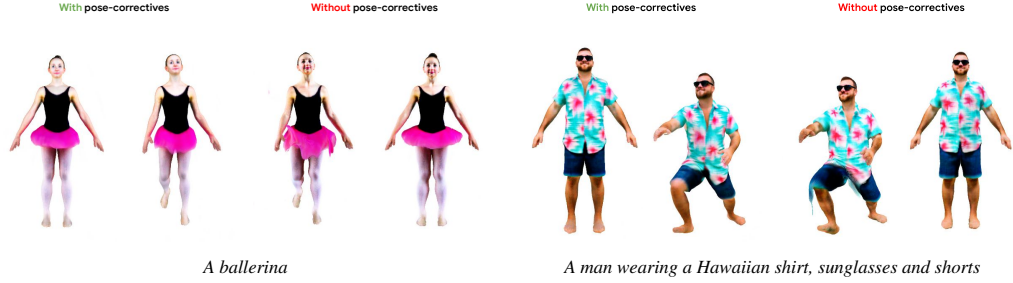 With pose-correctives
Without pose-correctives
With pose-correctives
Without pose-correctives
A ballerina
A man wearing a Hawaiian shirt, sunglasses and shorts